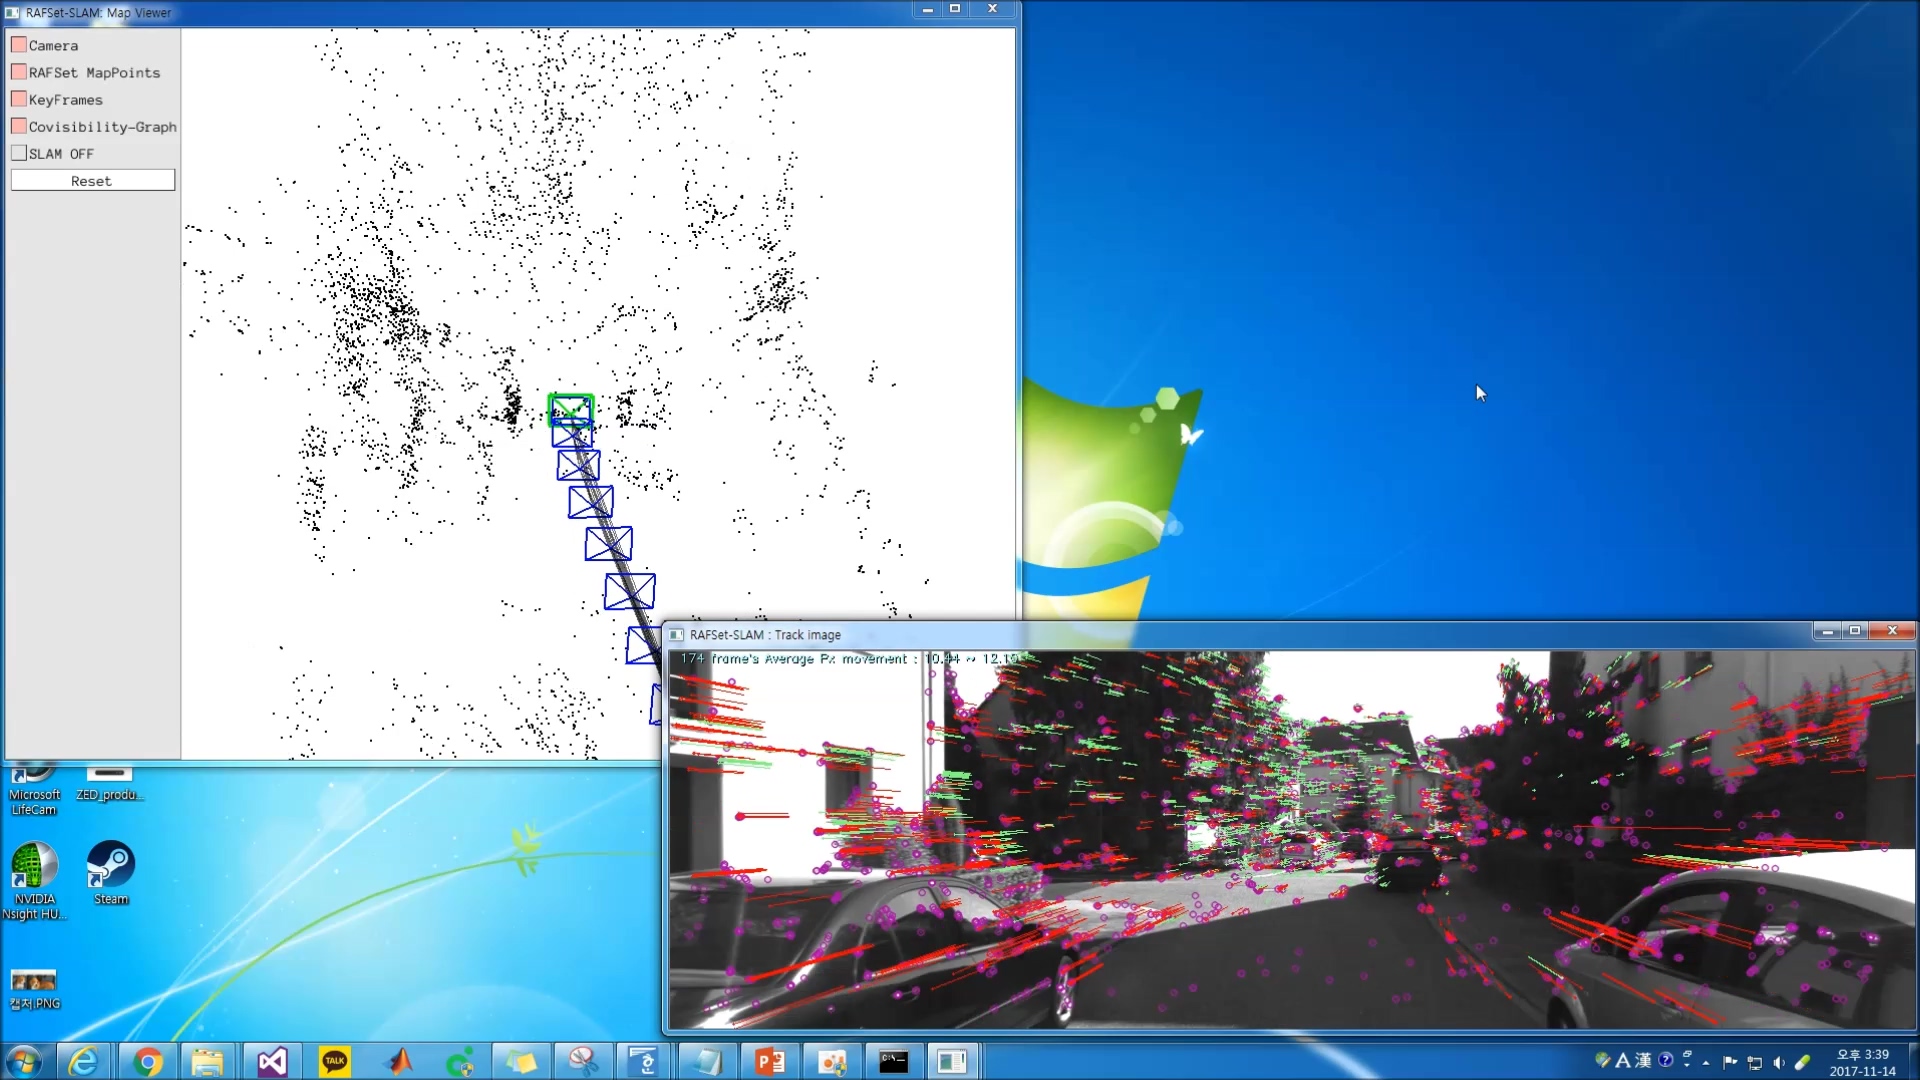 RAFSet-SLAM: Map Viewer
Camera
RAFSet MapPoints
KeyFrames
Covisibility-Graph
SLAM OFF
Reset
RAFSet-SLAM : Track image
174 frame's Average Px movement : 10.44 ~ 12.10
Microsoft
LifeCam
ZED_produ...
NVIDIA
Nsight HU...
Steam
캡처.PNG
TALK
C:\
A 漢
오후 3:39
2017-11-14